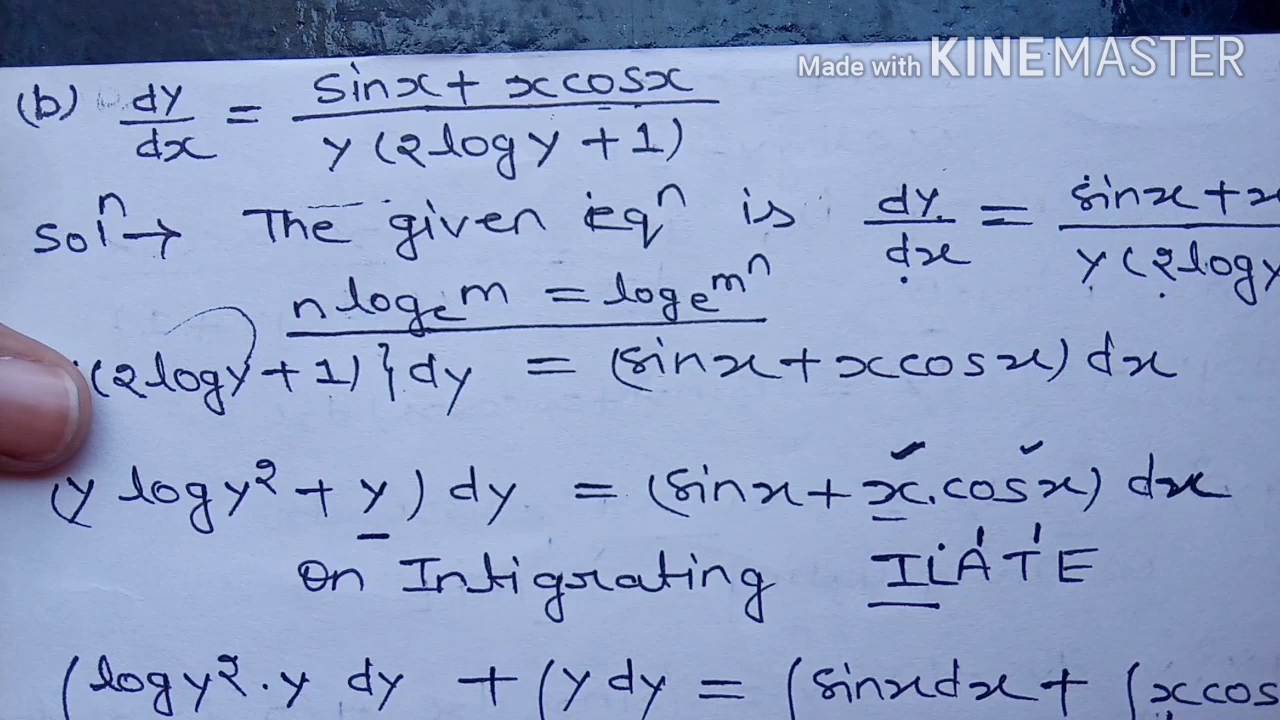 Made with KINEMASTER
(b) dy/dx = sinx + xcosx / y(2logy + 1)
Solⁿ → The given Eqⁿ is dy/dx = sinx + x / y(2logy
n logₑm = logₑmⁿ
(2logy + 1)}dy = (sinx + xcosx) dx
(y logy² + y) dy = (sinx + x.cosx) dx
On Intigrating ILATE
∫logy².y dy + ∫y dy = ∫sinxdx + ∫xcos